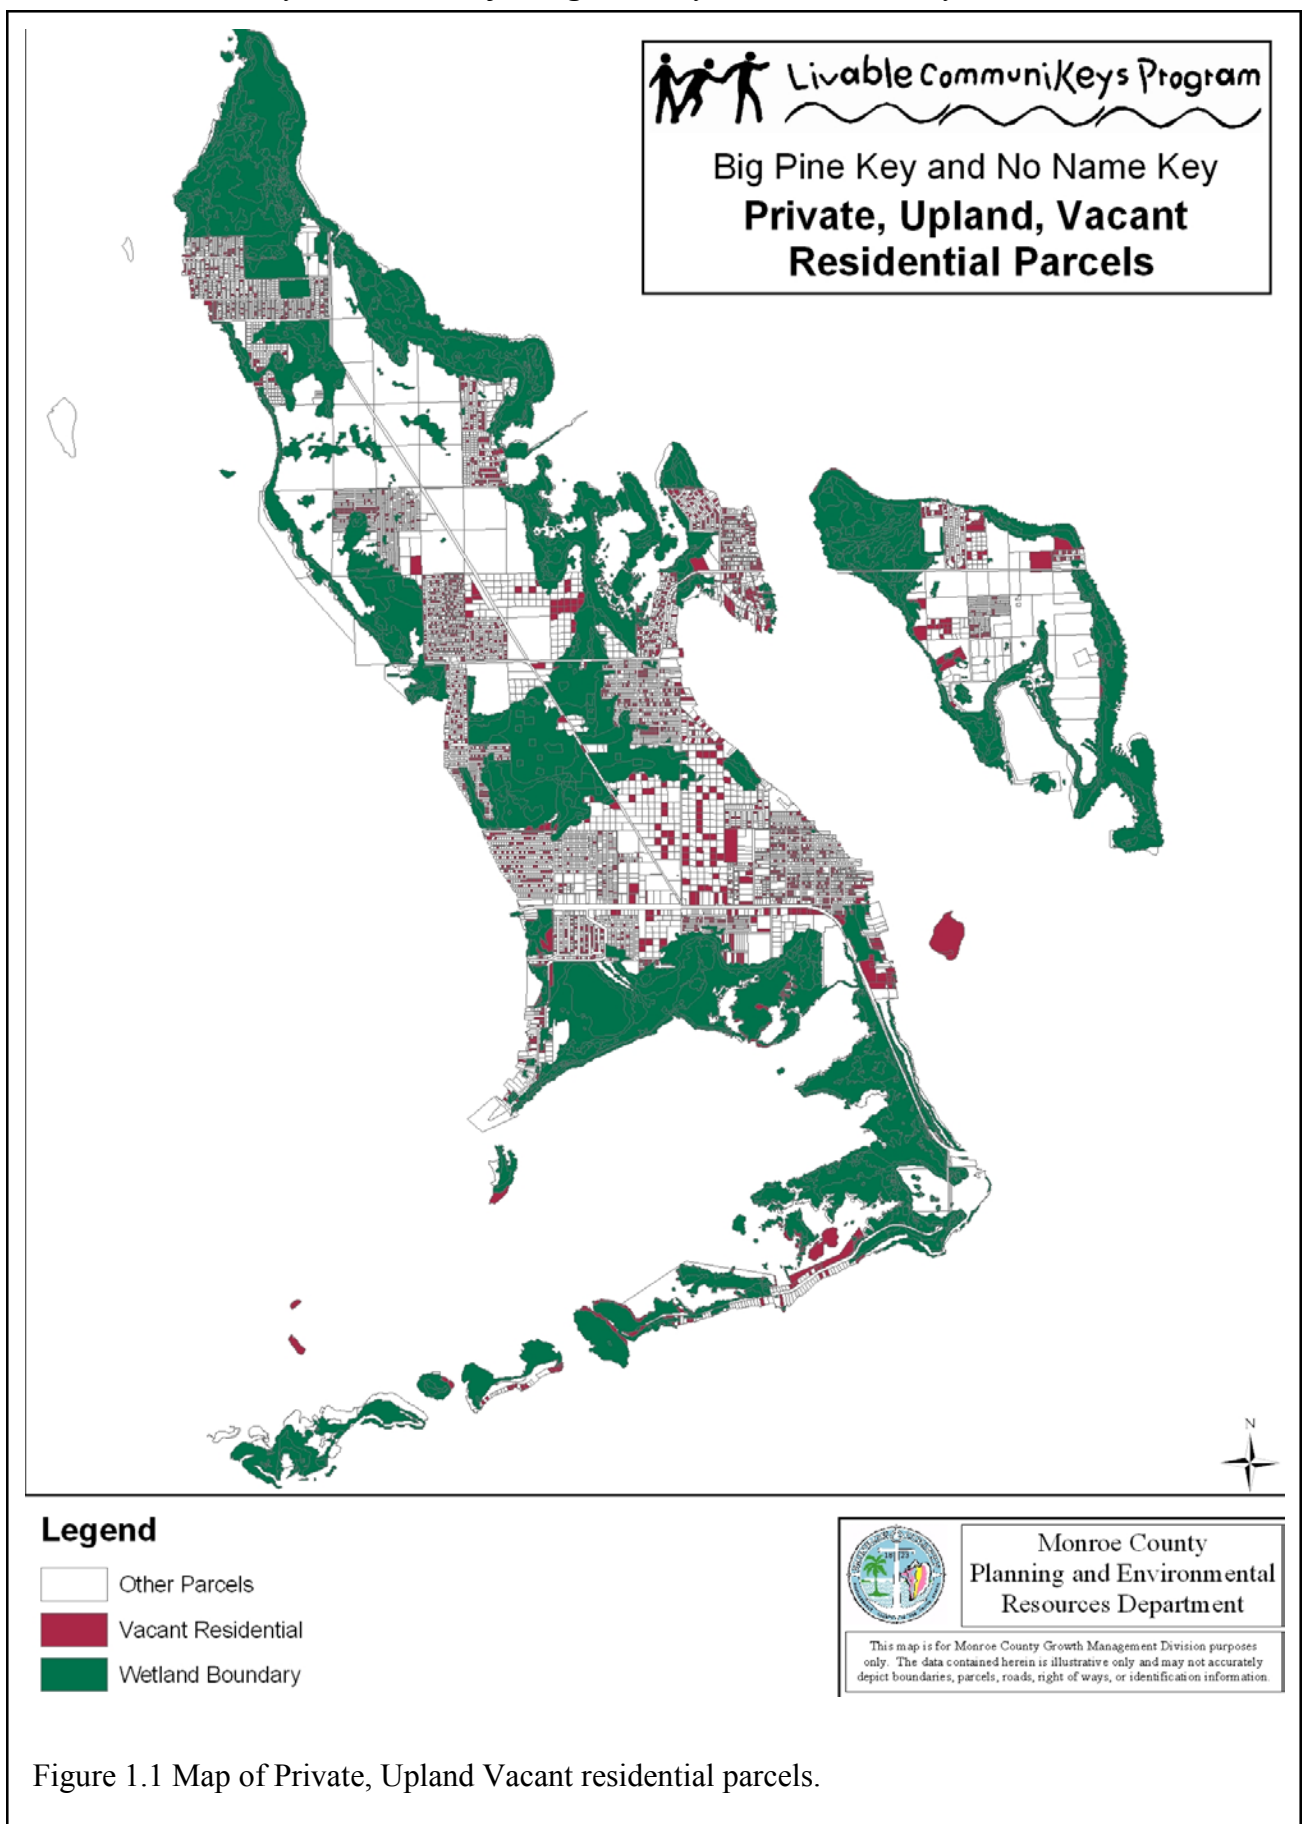 Livable CommuniKeys Program
Big Pine Key and No Name Key
Private, Upland, Vacant
Residential Parcels
N
Legend
Other Parcels
Vacant Residential
Wetland Boundary
Monroe County
Planning and Environmental
Resources Department
This map is for Monroe County Growth Management Division purposes
only. The data contained herein is illustrative only and may not accurately
depict boundaries, parcels, roads, right of ways, or identification information.
Figure 1.1 Map of Private, Upland Vacant residential parcels.